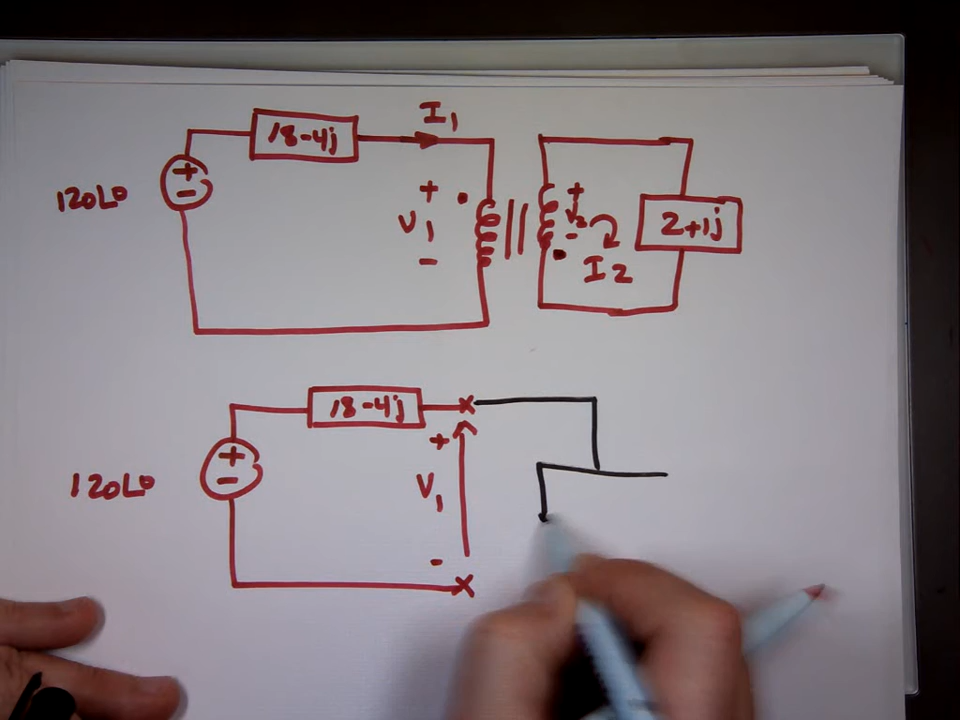 I₁
18-4j
+
-
120∠0
+
V₁
-
+
V₂
-
I2
2+1j
18-4j
+
-
120∠0
+
V₁
-